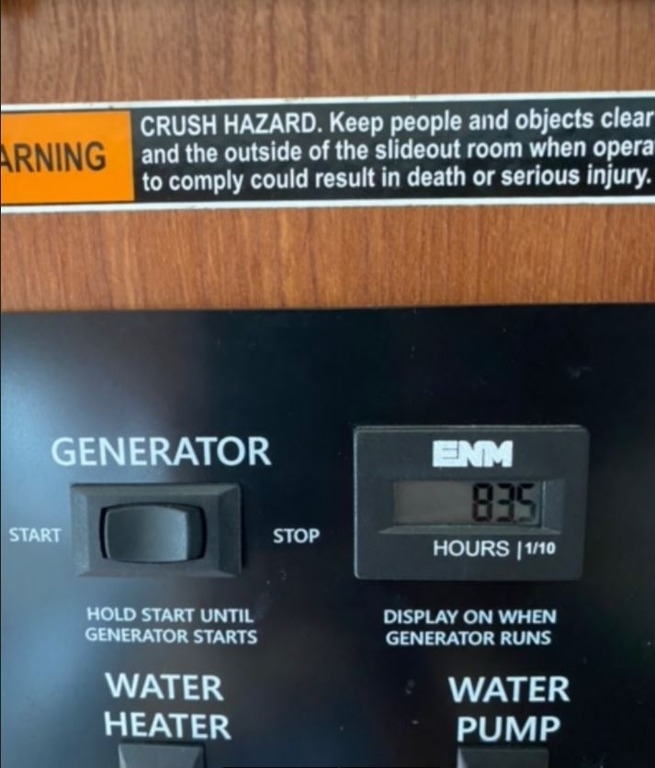 ARNING
CRUSH HAZARD. Keep people and objects clear
and the outside of the slideout room when opera
to comply could result in death or serious injury.
GENERATOR
ENM
START
STOP
83.5
HOURS | 1/10
HOLD START UNTIL
GENERATOR STARTS
DISPLAY ON WHEN
GENERATOR RUNS
WATER
HEATER
WATER
PUMP